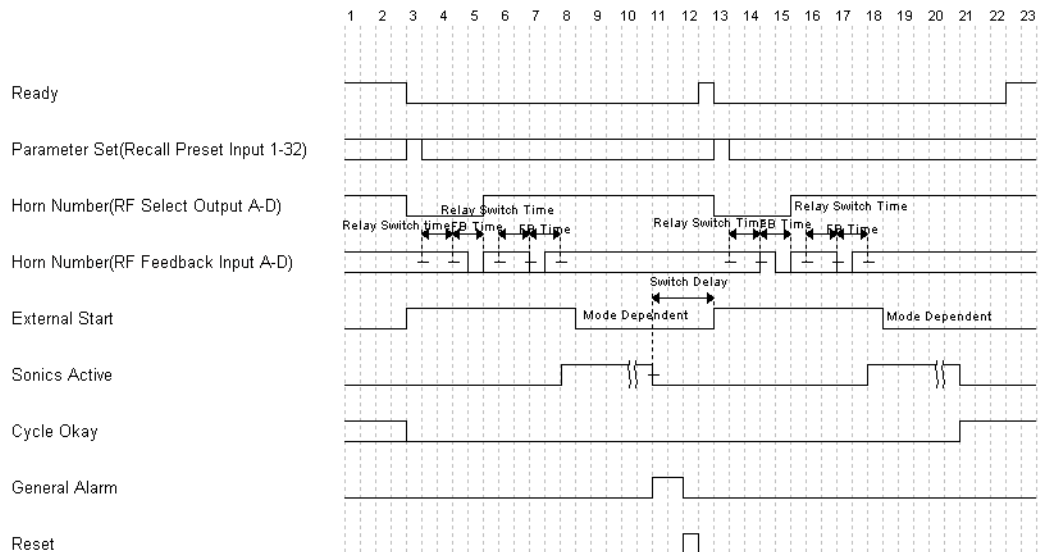 1 2 3 4 5 6 7 8 9 10 11 12 13 14 15 16 17 18 19 20 21 22 23
Ready
Parameter Set(Recall Preset Input 1-32)
Horn Number(RF Select Output A-D)
Relay Switch Time
Relay Switch Time
Relay Switch time
FB Time
FB Time
Relay Switch Time
FB Time
FB Time
Horn Number(RF Feedback Input A-D)
Switch Delay
External Start
Mode Dependent
Mode Dependent
Sonics Active
Cycle Okay
General Alarm
Reset